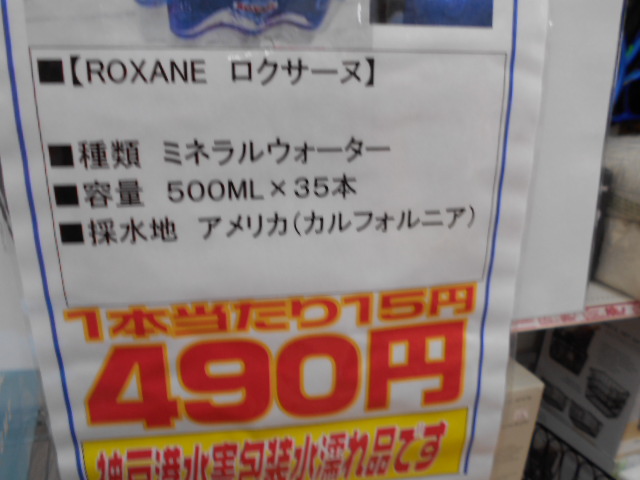 ■【ROXANE ロクサーヌ】
■種類 ミネラルウォーター
■容量 500ML×35本
■採水地 アメリカ(カルフォルニア)
1本当たり15円
490円
神戸港水害包装水濡れ品です